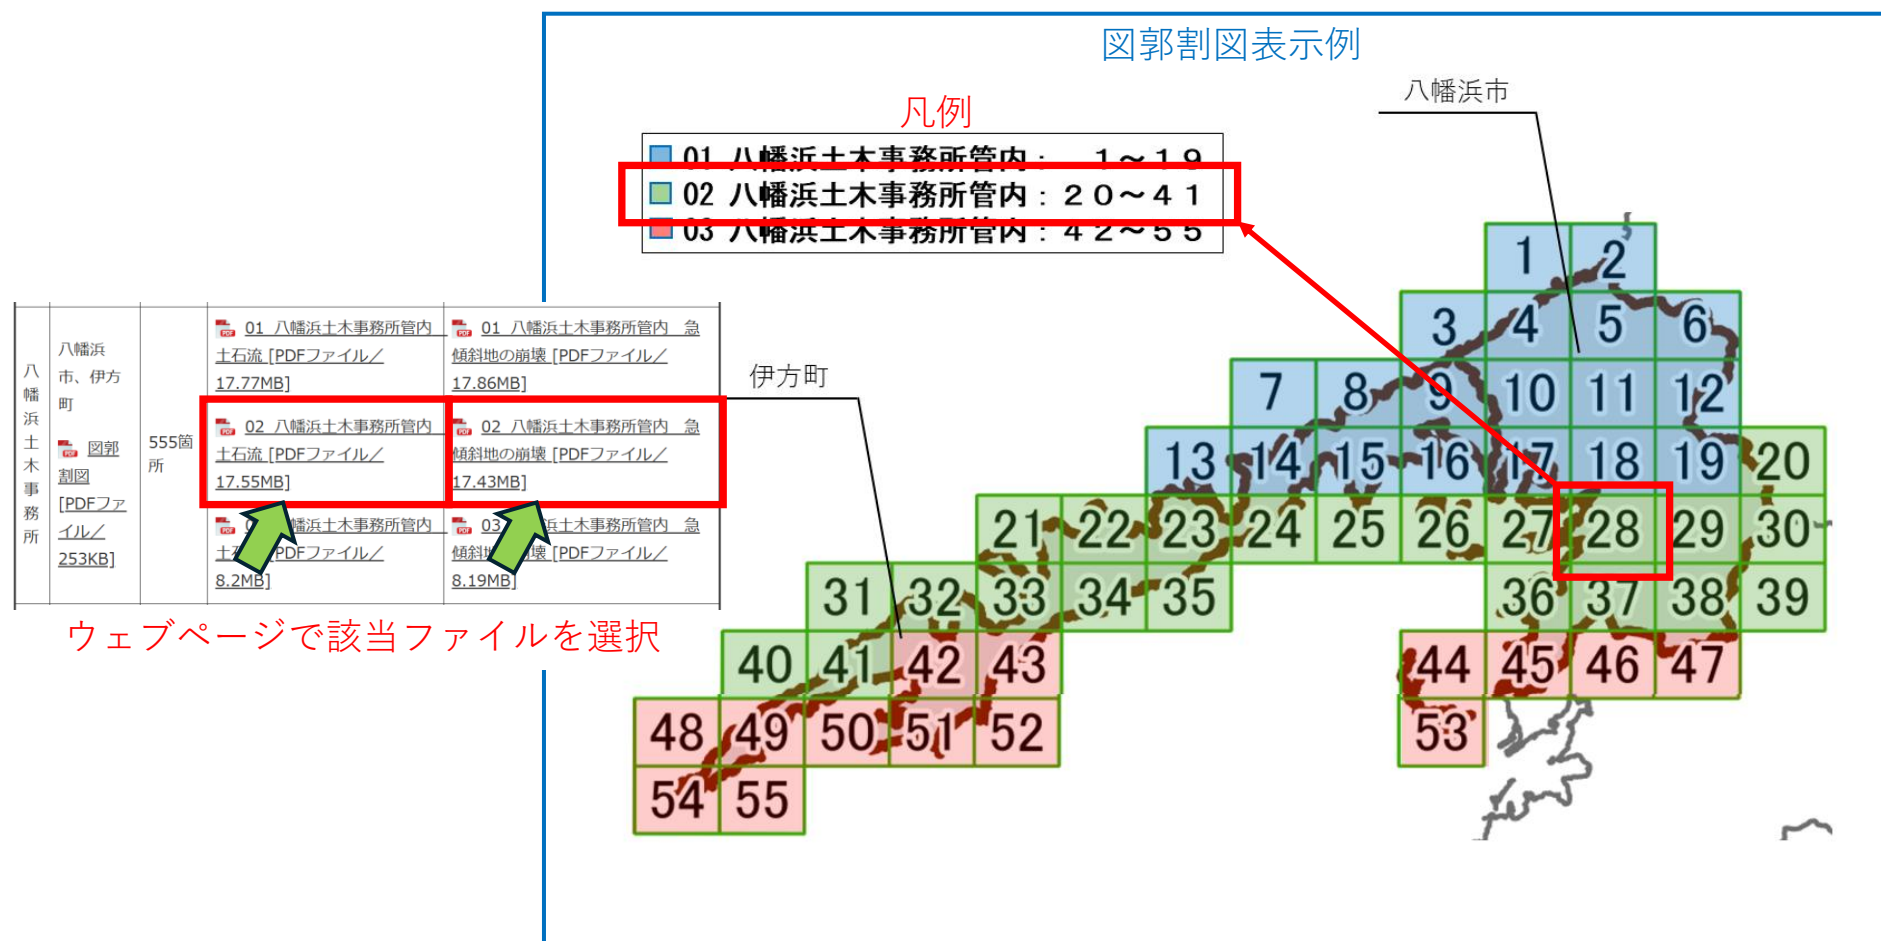 図郭割図表示例
八幡浜市
凡例
01 八幡浜土木事務所管内： 1～19
02 八幡浜土木事務所管内：20～41
03 八幡浜土木事務所管内：42～55
伊方町
八幡浜土木事務所
八幡浜
市、伊方
町
図郭
割図
[PDFファ
イル／
253KB]
555箇
所
01 八幡浜土木事務所管内
土石流 [PDFファイル／
17.77MB]
01 八幡浜土木事務所管内 急
傾斜地の崩壊 [PDFファイル／
17.86MB]
02 八幡浜土木事務所管内
土石流 [PDFファイル／
17.55MB]
02 八幡浜土木事務所管内 急
傾斜地の崩壊 [PDFファイル／
17.43MB]
幡浜土木事務所管内
土石 [PDFファイル／
8.2MB]
03 浜土木事務所管内 急
傾斜地 崩壊 [PDFファイル／
8.19MB]
ウェブページで該当ファイルを選択
1 2
3 4 5 6
7 8 9 10 11 12
13 14 15 16 17 18 19 20
21 22 23 24 25 26 27 28 29 30
31 32 33 34 35 36 37 38 39
40 41 42 43 44 45 46 47
48 49 50 51 52 53
54 55